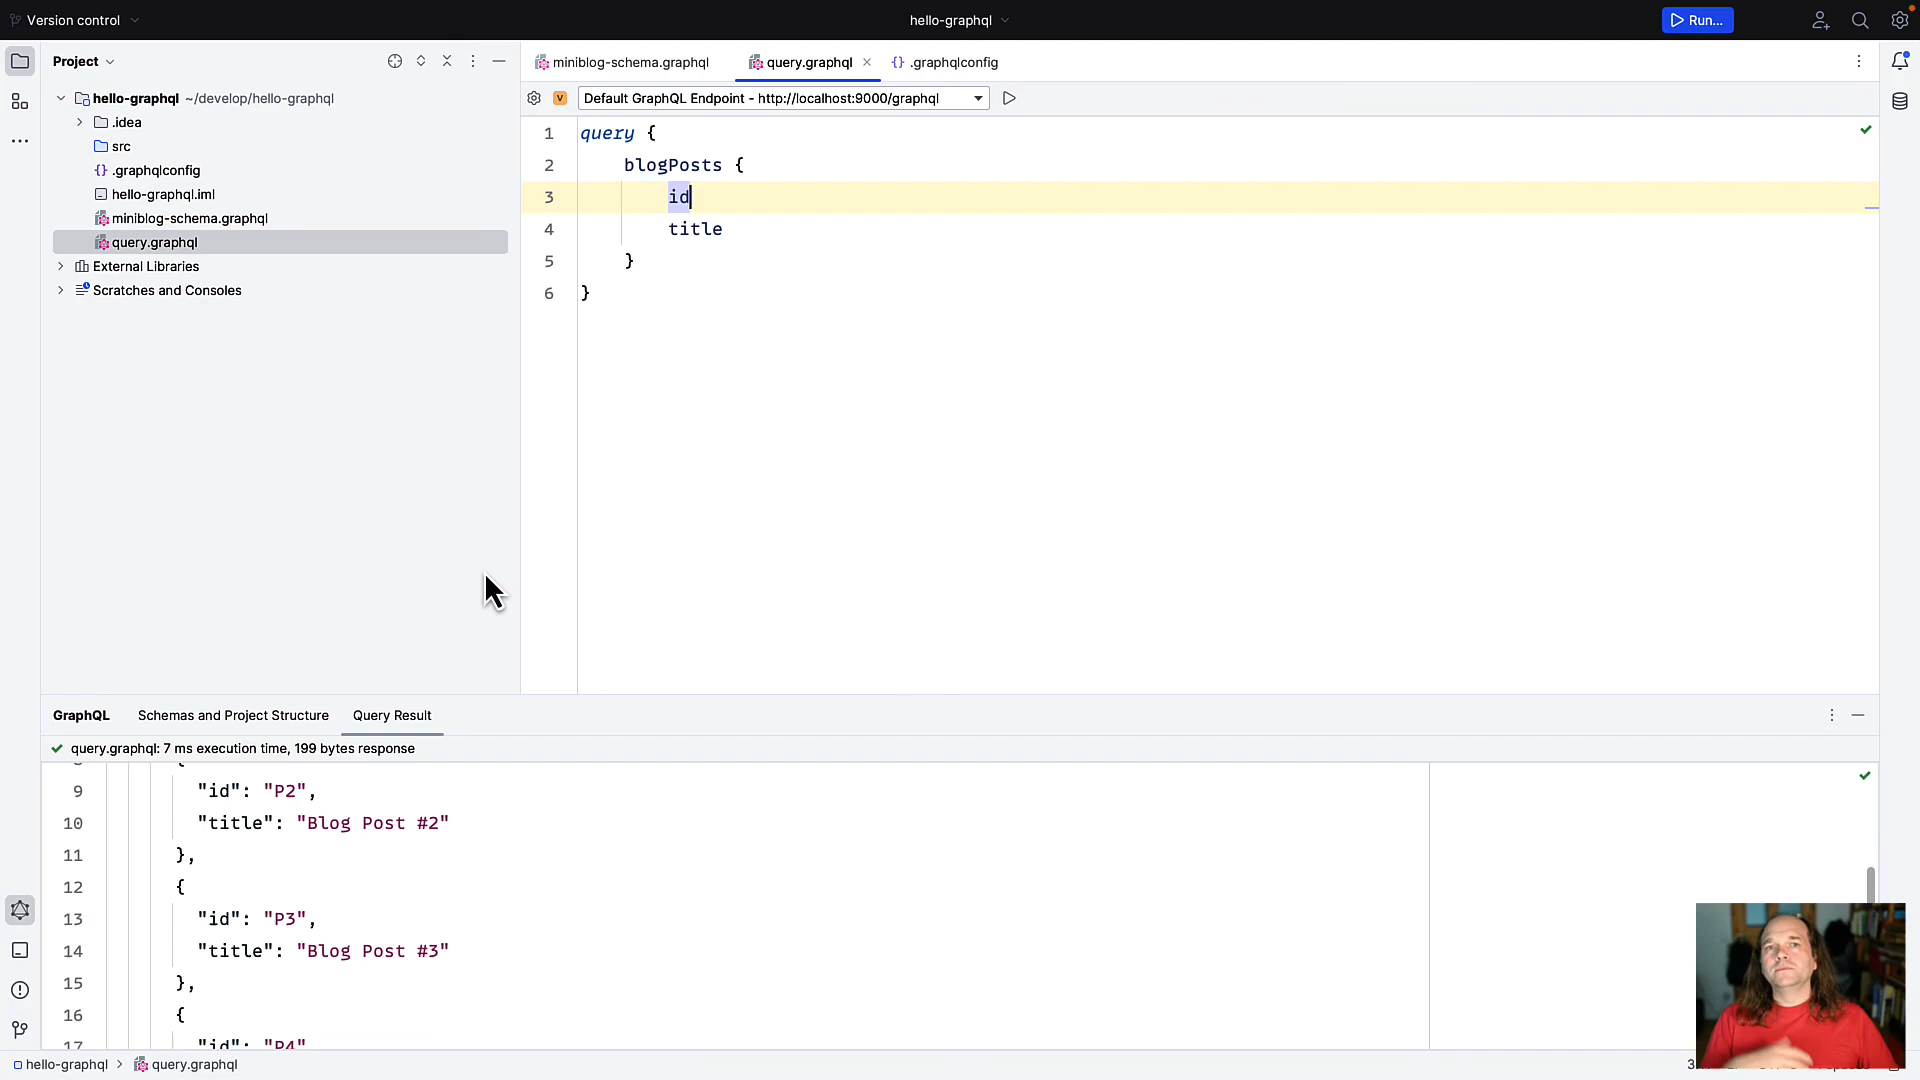 Version control
hello-graphql
Run...
Project
miniblog-schema.graphql
query.graphql
.graphqlconfig
hello-graphql ~/develop/hello-graphql
V
Default GraphQL Endpoint - http://localhost:9000/graphql
.idea
src
.graphqlconfig
hello-graphql.iml
miniblog-schema.graphql
query.graphql
External Libraries
Scratches and Consoles
1 query {
2 blogPosts {
3 id
4 title
5 }
6 }
GraphQL
Schemas and Project Structure
Query Result
query.graphql: 7 ms execution time, 199 bytes response
9 "id": "P2",
10 "title": "Blog Post #2"
11 },
12 {
13 "id": "P3",
14 "title": "Blog Post #3"
15 },
16 {
17 "id": "P4"
hello-graphql
query.graphql